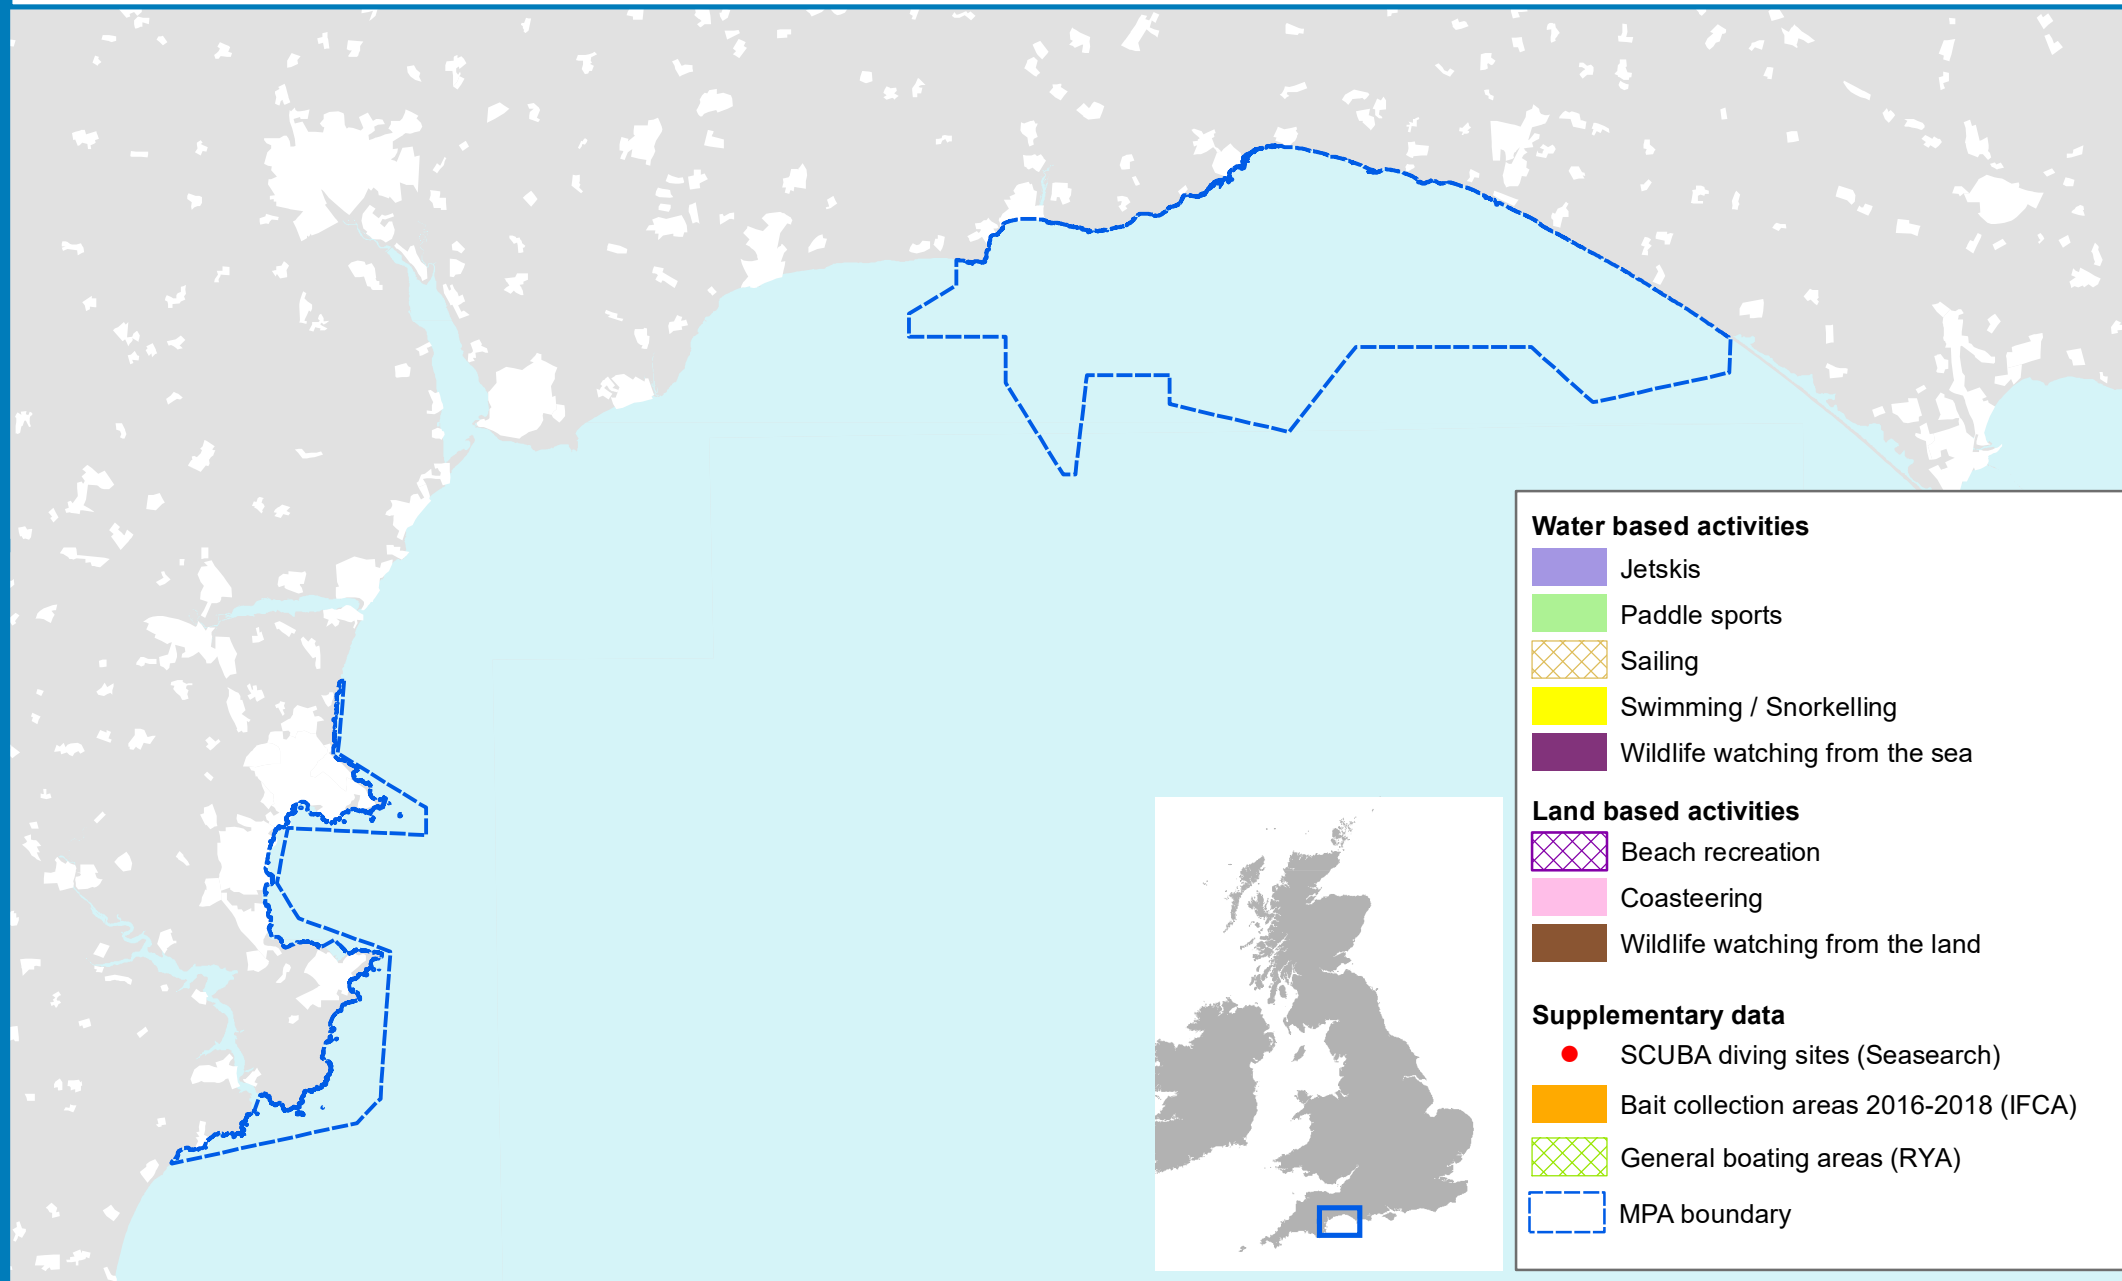 Water based activities
Jetskis
Paddle sports
Sailing
Swimming / Snorkelling
Wildlife watching from the sea
Land based activities
Beach recreation
Coasteering
Wildlife watching from the land
Supplementary data
SCUBA diving sites (Seasearch)
Bait collection areas 2016-2018 (IFCA)
General boating areas (RYA)
MPA boundary